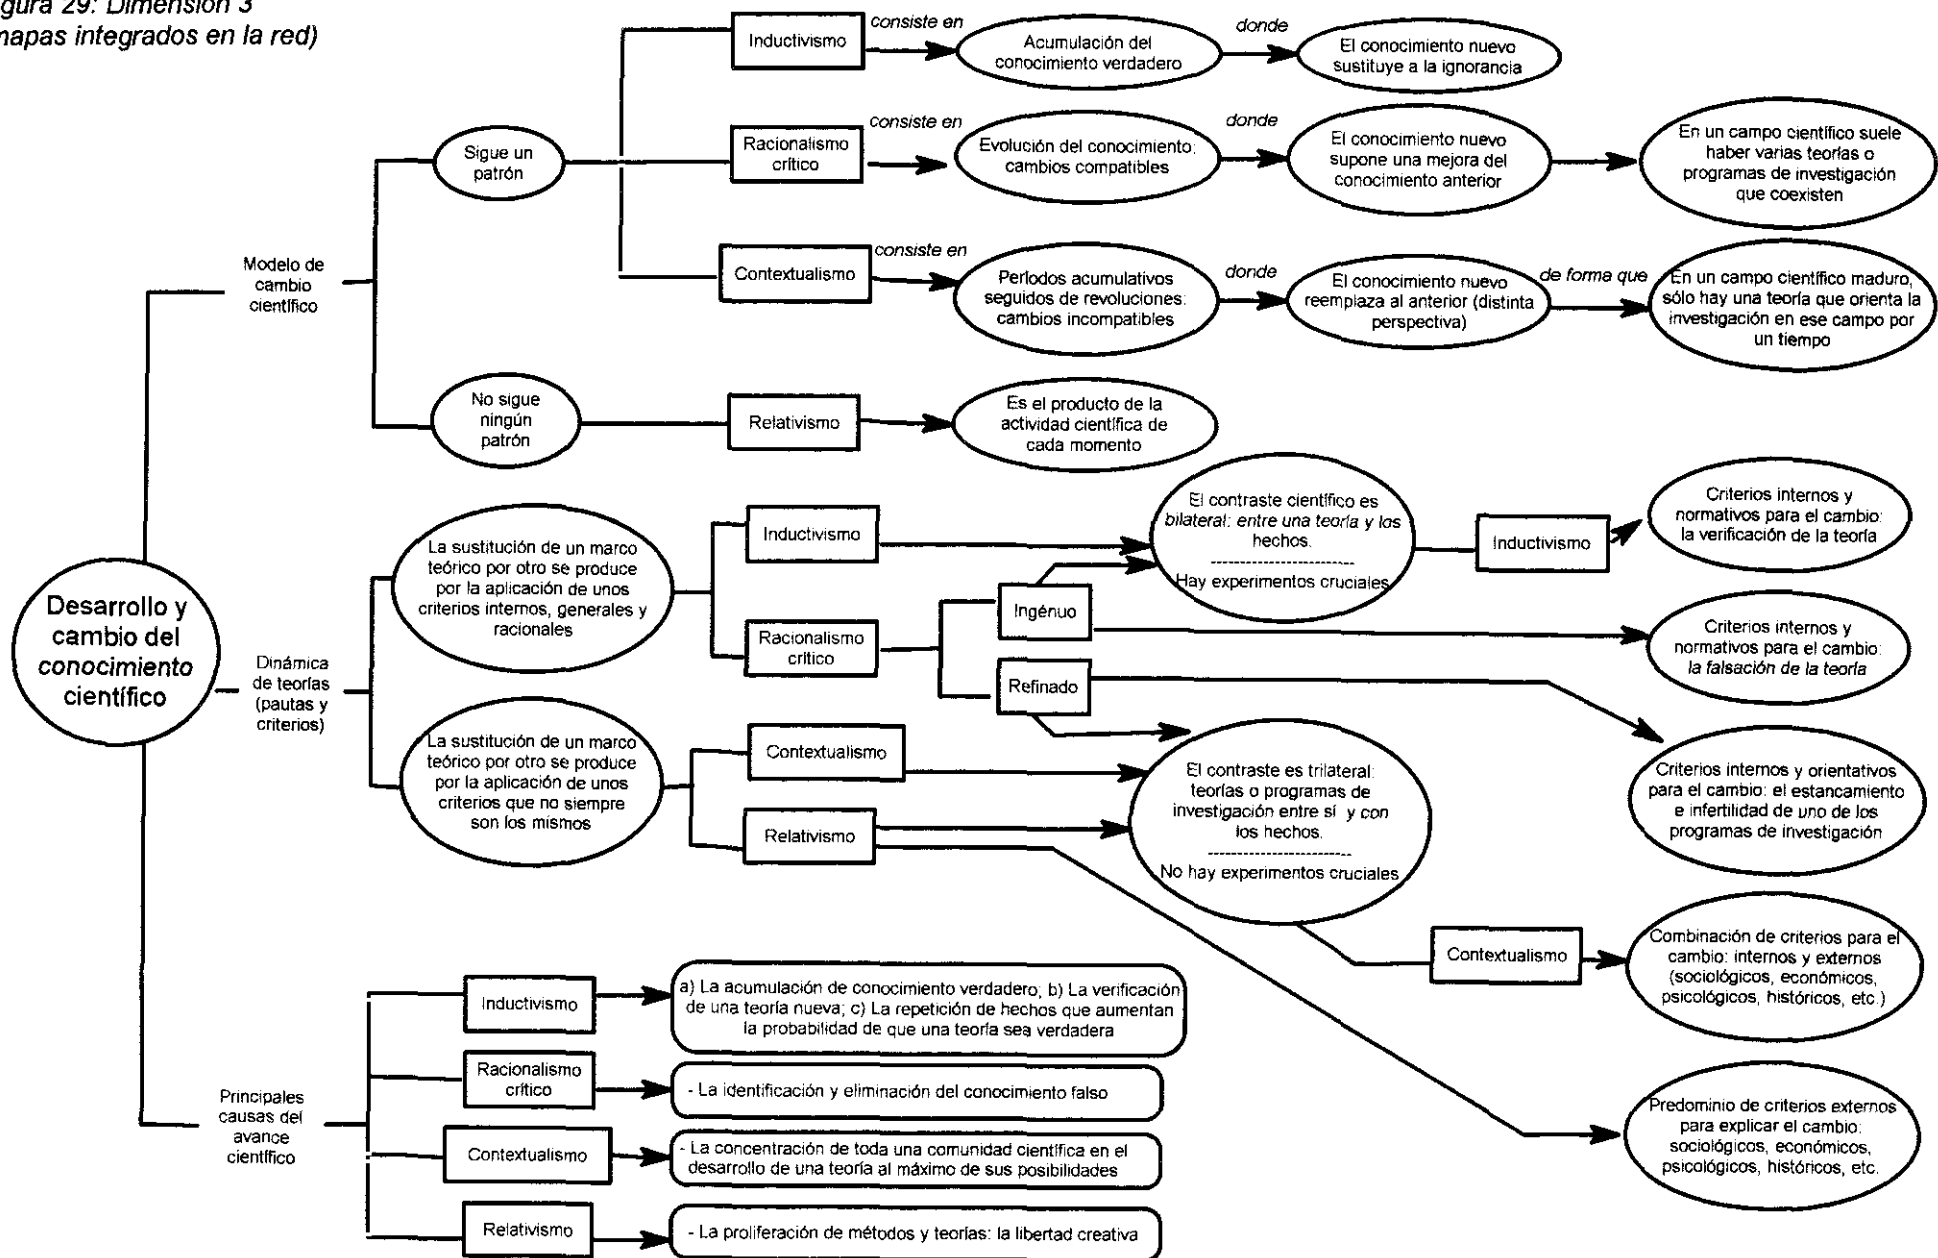 gura 29: Dimensión 3
mapas integrados en la red)
Desarrollo y
cambio del
conocimiento
científico
Modelo de
cambio
científico
Sigue un
patrón
Inductivismo
consiste en
Acumulación del
conocimiento verdadero
donde
El conocimiento nuevo
sustituye a la ignorancia
Racionalismo
crítico
consiste en
Evolución del conocimiento:
cambios compatibles
donde
El conocimiento nuevo
supone una mejora del
conocimiento anterior
En un campo científico suele
haber varias teorías o
programas de investigación
que coexisten
Contextualismo
consiste en
Períodos acumulativos
seguidos de revoluciones:
cambios incompatibles
donde
El conocimiento nuevo
reemplaza al anterior (distinta
perspectiva)
de forma que
En un campo científico maduro,
sólo hay una teoría que orienta la
investigación en ese campo por
un tiempo
No sigue
ningún
patrón
Relativismo
Es el producto de la
actividad científica de
cada momento
Dinámica
de teorías
(pautas y
criterios)
La sustitución de un marco
teórico por otro se produce
por la aplicación de unos
criterios internos, generales y
racionales
Inductivismo
Racionalismo
crítico
Ingénuo
Refinado
El contraste científico es
bilateral: entre una teoría y los
hechos.
--------------------------
Hay experimentos cruciales
Inductivismo
Criterios internos y
normativos para el cambio:
la verificación de la teoría
Criterios internos y
normativos para el cambio:
la falsación de la teoría
Criterios internos y orientativos
para el cambio: el estancamiento
e infertilidad de uno de los
programas de investigación
La sustitución de un marco
teórico por otro se produce
por la aplicación de unos
criterios que no siempre
son los mismos
Contextualismo
Relativismo
El contraste es trilateral:
teorías o programas de
investigación entre sí y con
los hechos.
--------------------------
No hay experimentos cruciales
Contextualismo
Combinación de criterios para el
cambio: internos y externos
(sociológicos, económicos,
psicológicos, históricos, etc.)
Predominio de criterios externos
para explicar el cambio:
sociológicos, económicos,
psicológicos, históricos, etc.
Principales
causas del
avance
científico
Inductivismo
a) La acumulación de conocimiento verdadero; b) La verificación
de una teoría nueva; c) La repetición de hechos que aumentan
la probabilidad de que una teoría sea verdadera
Racionalismo
crítico
- La identificación y eliminación del conocimiento falso
Contextualismo
- La concentración de toda una comunidad científica en el
desarrollo de una teoría al máximo de sus posibilidades
Relativismo
- La proliferación de métodos y teorías: la libertad creativa